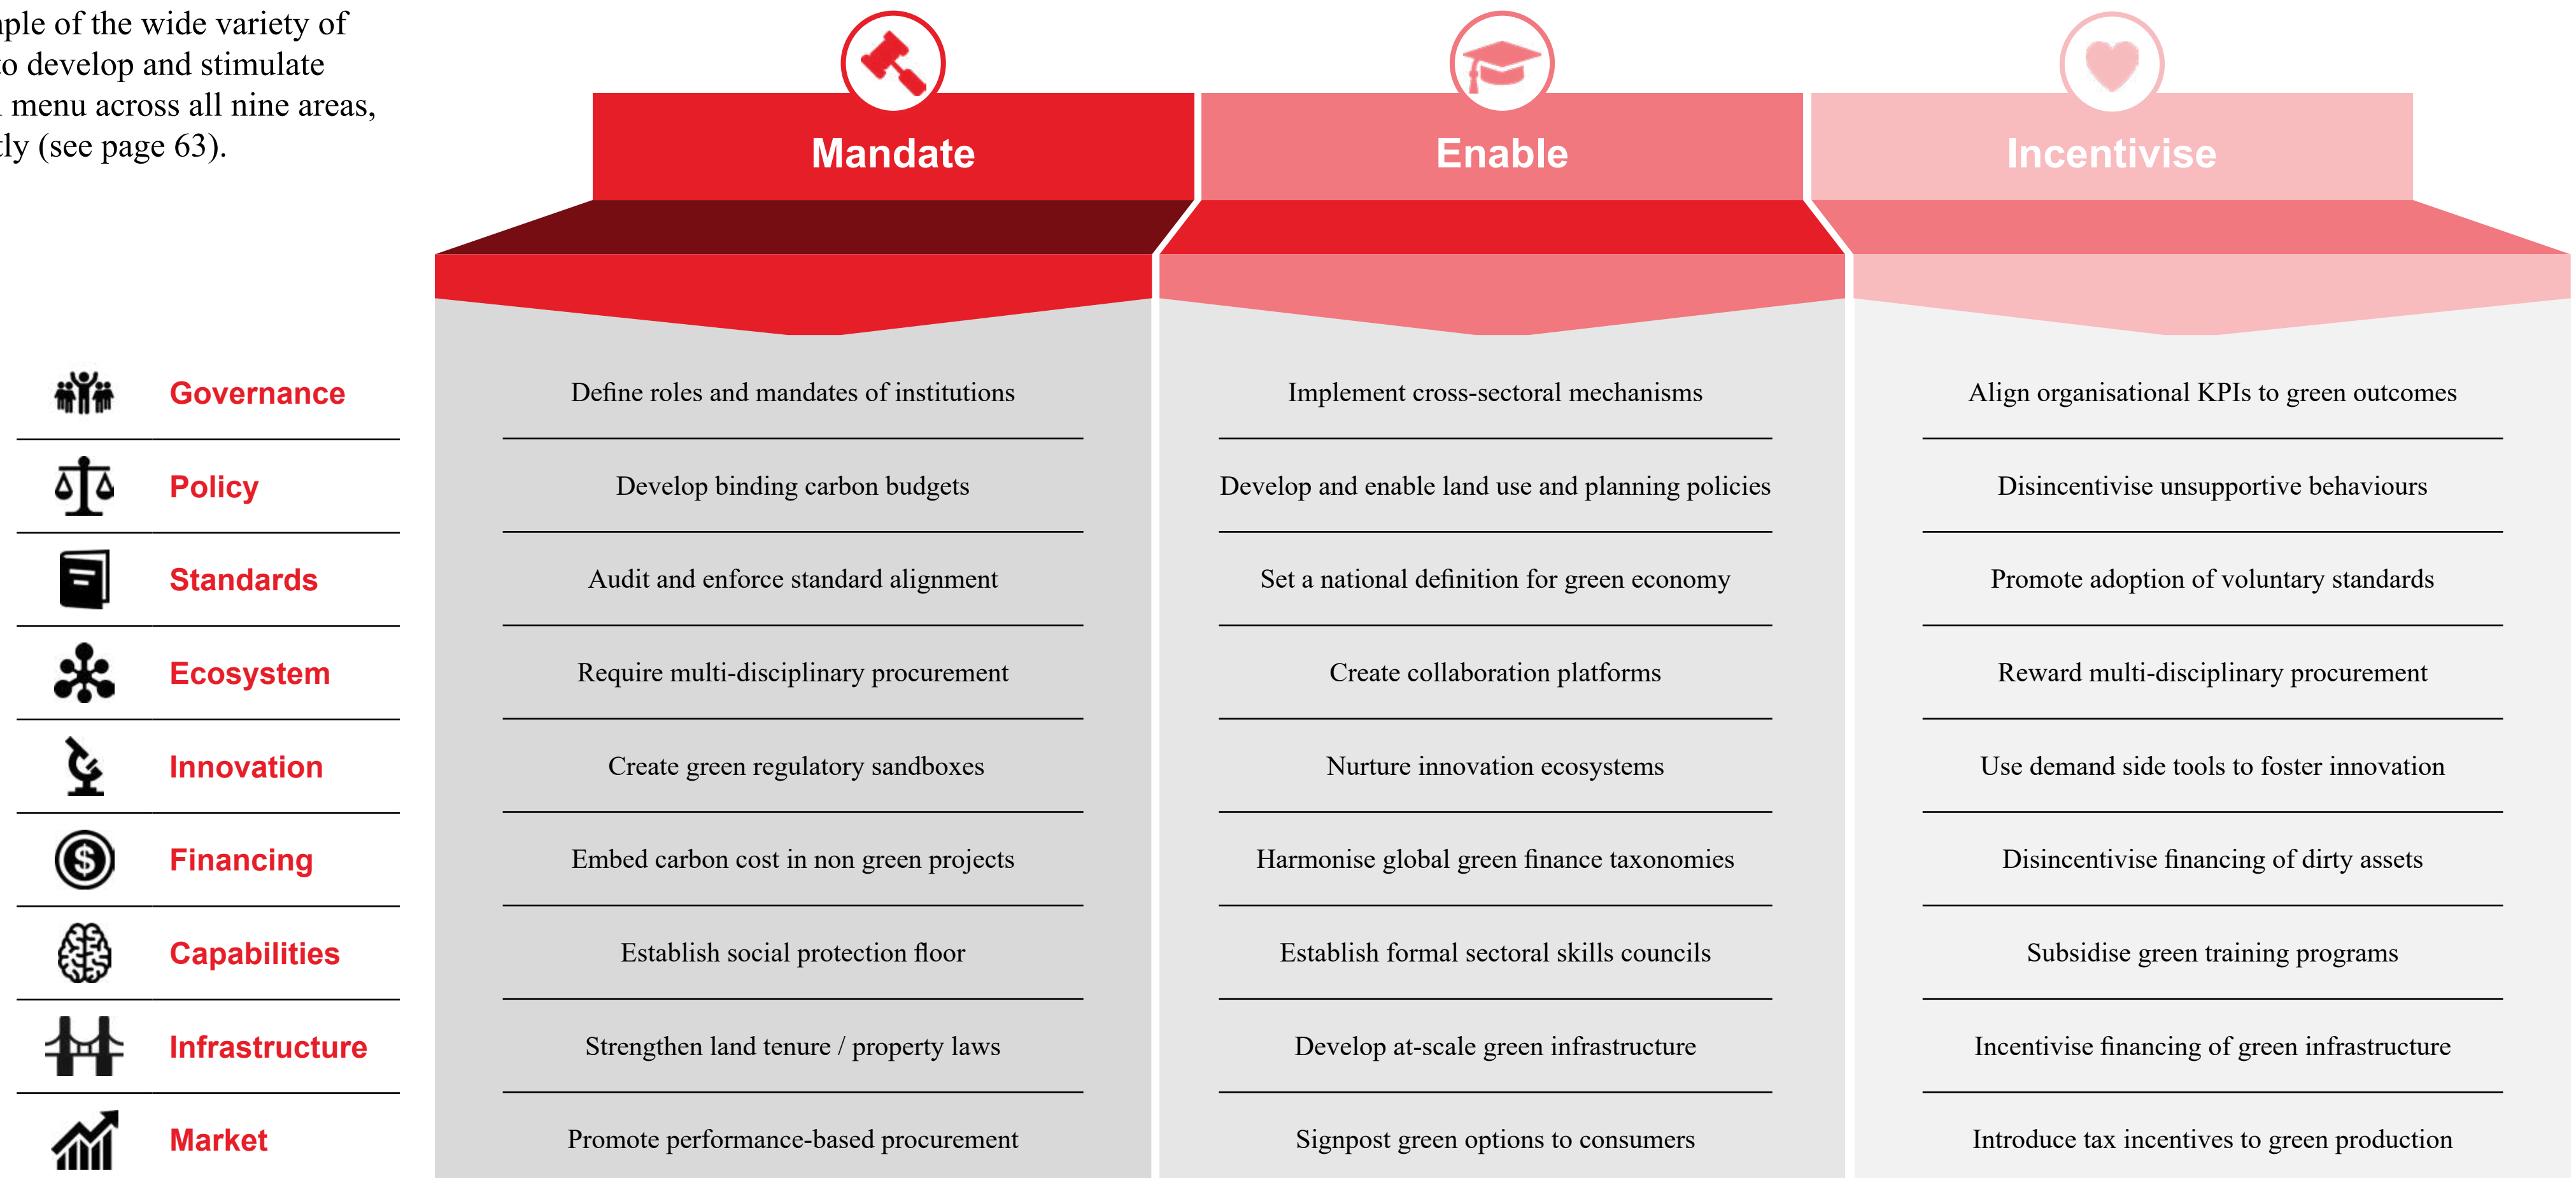 of the wide variety of
to develop and stimulate
menu across all nine areas,
(see page 63).
Mandate
Enable
Incentivise
Governance
Define roles and mandates of institutions
Implement cross-sectoral mechanisms
Align organisational KPIs to green outcomes
Policy
Develop binding carbon budgets
Develop and enable land use and planning policies
Disincentivise unsupportive behaviours
Standards
Audit and enforce standard alignment
Set a national definition for green economy
Promote adoption of voluntary standards
Ecosystem
Require multi-disciplinary procurement
Create collaboration platforms
Reward multi-disciplinary procurement
Innovation
Create green regulatory sandboxes
Nurture innovation ecosystems
Use demand side tools to foster innovation
Financing
Embed carbon cost in non green projects
Harmonise global green finance taxonomies
Disincentivise financing of dirty assets
Capabilities
Establish social protection floor
Establish formal sectoral skills councils
Subsidise green training programs
Infrastructure
Strengthen land tenure / property laws
Develop at-scale green infrastructure
Incentivise financing of green infrastructure
Market
Promote performance-based procurement
Signpost green options to consumers
Introduce tax incentives to green production